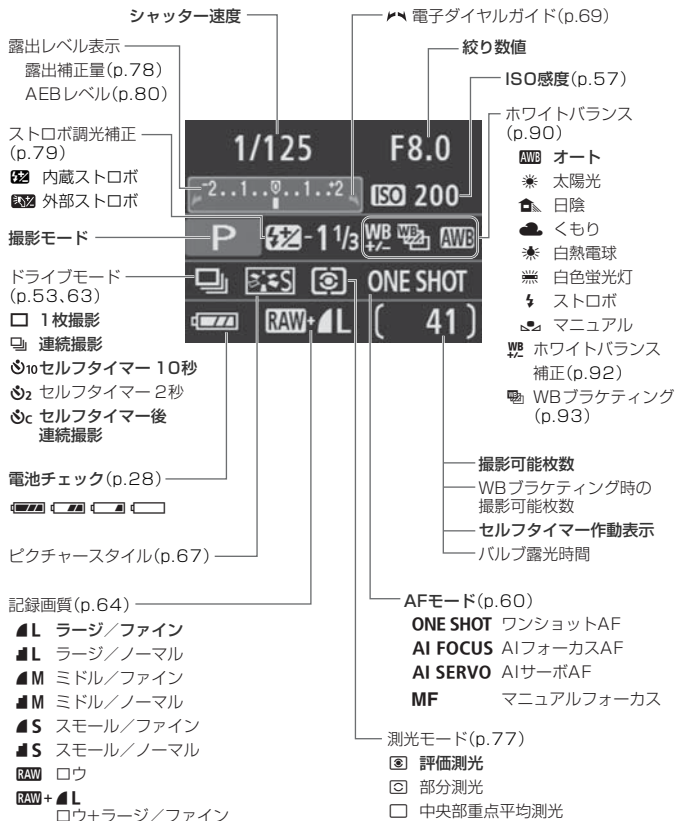 シャッター速度
電子ダイヤルガイド(p.69)
露出レベル表示
露出補正量(p.78)
AEBレベル(p.80)
絞り数値
ISO感度(p.57)
ストロボ調光補正
(p.79)
内蔵ストロボ
外部ストロボ
撮影モード
ドライブモード
(p.53、63)
1枚撮影
連続撮影
10セルフタイマー 10秒
2 セルフタイマー 2秒
C セルフタイマー後
連続撮影
電池チェック(p.28)
ピクチャースタイル(p.67)
記録画質(p.64)
L ラージ／ファイン
L ラージ／ノーマル
M ミドル／ファイン
M ミドル／ノーマル
S スモール／ファイン
S スモール／ノーマル
RAW ロウ
RAW+L
ロウ+ラージ／ファイン
1/125 F8.0
-2..1..0..1..+2 ISO 200
P -1 1/3 WB +/- WB AWB
S ONE SHOT
RAW+L [ 41 ]
ホワイトバランス
(p.90)
AWB オート
太陽光
日陰
くもり
白熱電球
白色蛍光灯
ストロボ
マニュアル
WB +/- ホワイトバランス
補正(p.92)
WBブラケティング
(p.93)
撮影可能枚数
WBブラケティング時の
撮影可能枚数
セルフタイマー作動表示
バルブ露光時間
AFモード(p.60)
ONE SHOT ワンショットAF
AI FOCUS AIフォーカスAF
AI SERVO AIサーボAF
MF マニュアルフォーカス
測光モード(p.77)
評価測光
部分測光
中央部重点平均測光